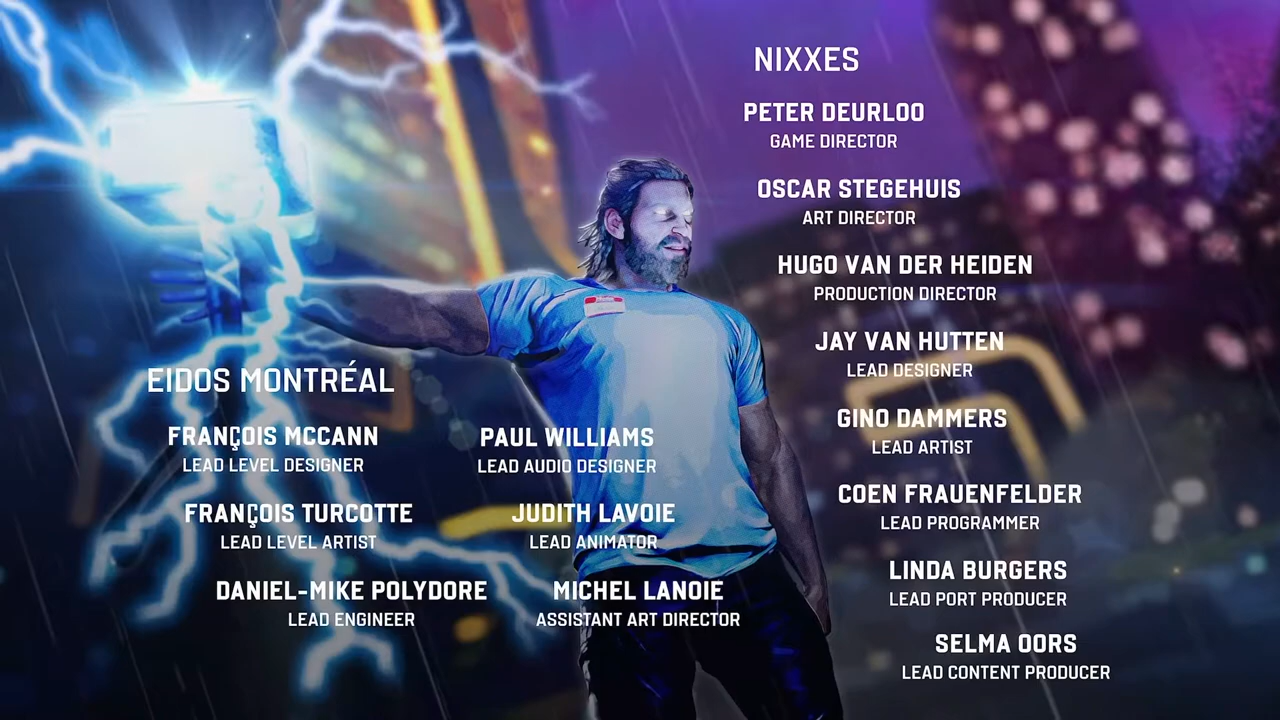 NIXXES
PETER DEURLOO
GAME DIRECTOR
OSCAR STEGEHUIS
ART DIRECTOR
HUGO VAN DER HEIDEN
PRODUCTION DIRECTOR
JAY VAN HUTTEN
LEAD DESIGNER
GINO DAMMERS
LEAD ARTIST
COEN FRAUENFELDER
LEAD PROGRAMMER
LINDA BURGERS
LEAD PORT PRODUCER
SELMA OORS
LEAD CONTENT PRODUCER
EIDOS MONTRÉAL
FRANÇOIS MCCANN
LEAD LEVEL DESIGNER
FRANÇOIS TURCOTTE
LEAD LEVEL ARTIST
DANIEL-MIKE POLYDORE
LEAD ENGINEER
PAUL WILLIAMS
LEAD AUDIO DESIGNER
JUDITH LAVOIE
LEAD ANIMATOR
MICHEL LANOIE
ASSISTANT ART DIRECTOR